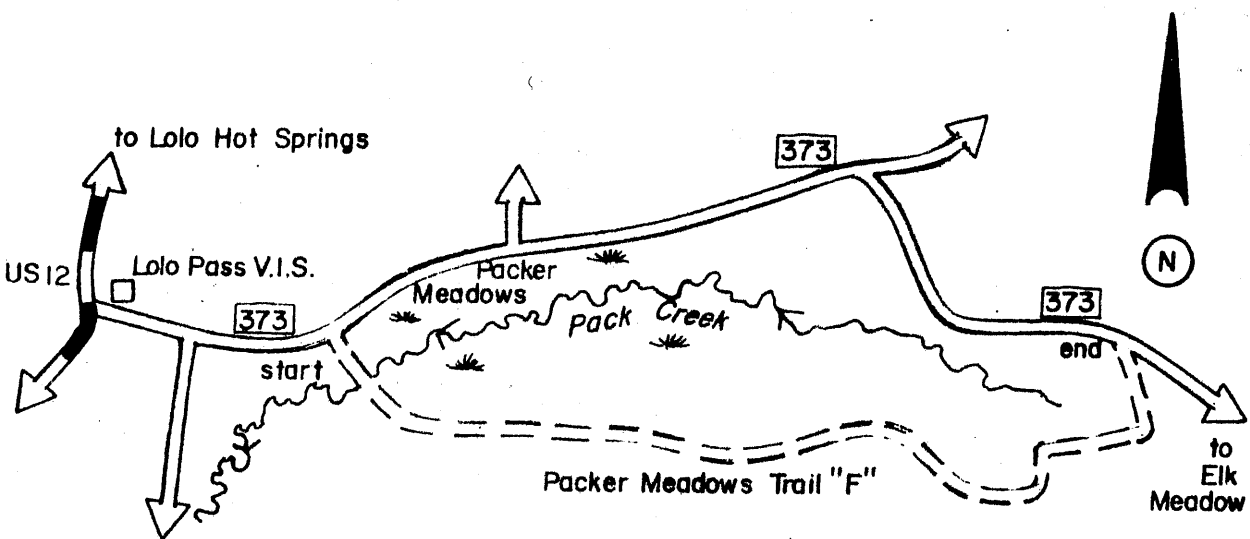 to Lolo Hot Springs
373
US12
Lolo Pass V.I.S.
N
Packer
Meadows
373
Pack Creek
373
start
end
to
Elk
Meadow
Packer Meadows Trail "F"